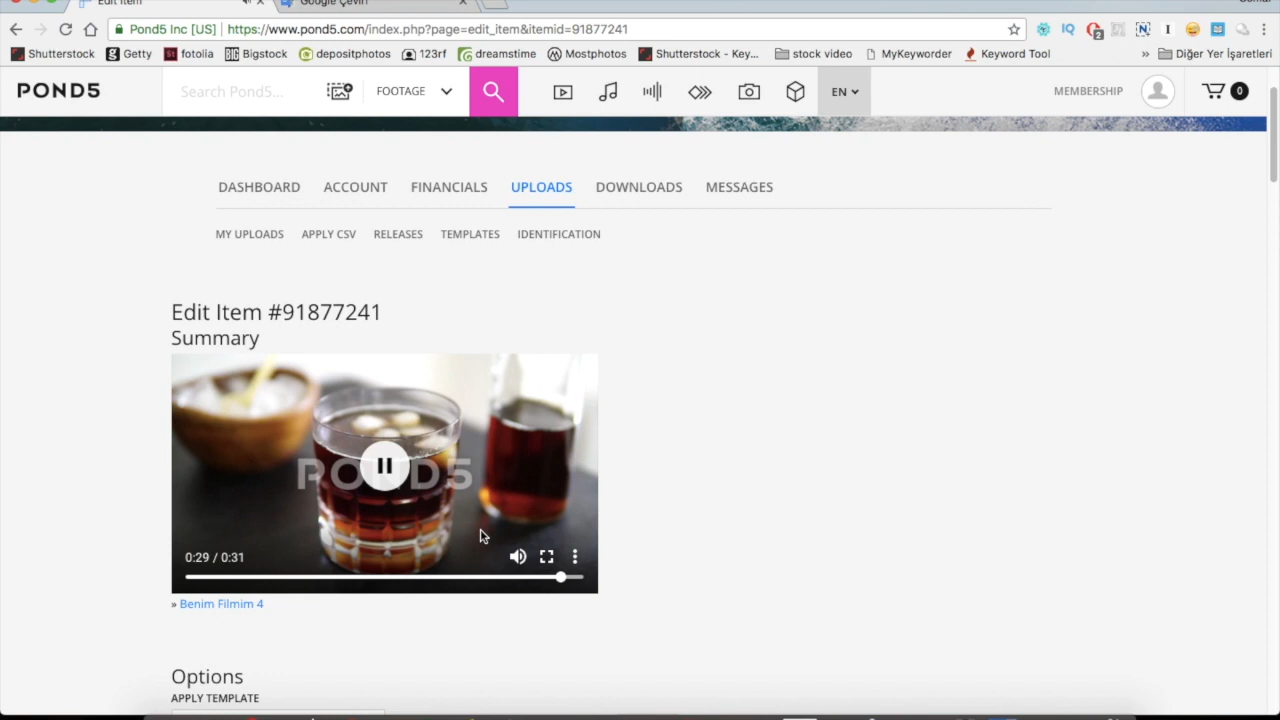 Edit Item
Google Çeviri
Pond5 Inc [US] https://www.pond5.com/index.php?page=edit_item&itemid=91877241
Shutterstock Getty fotolia Bigstock depositphotos 123rf dreamstime Mostphotos Shutterstock - Key... stock video MyKeyworder Keyword Tool » Diğer Yer İşaretleri
POND5 Search Pond5... FOOTAGE EN MEMBERSHIP 0
DASHBOARD ACCOUNT FINANCIALS UPLOADS DOWNLOADS MESSAGES
MY UPLOADS APPLY CSV RELEASES TEMPLATES IDENTIFICATION
Edit Item #91877241
Summary
POND5
0:29 / 0:31
» Benim Filmim 4
Options
APPLY TEMPLATE